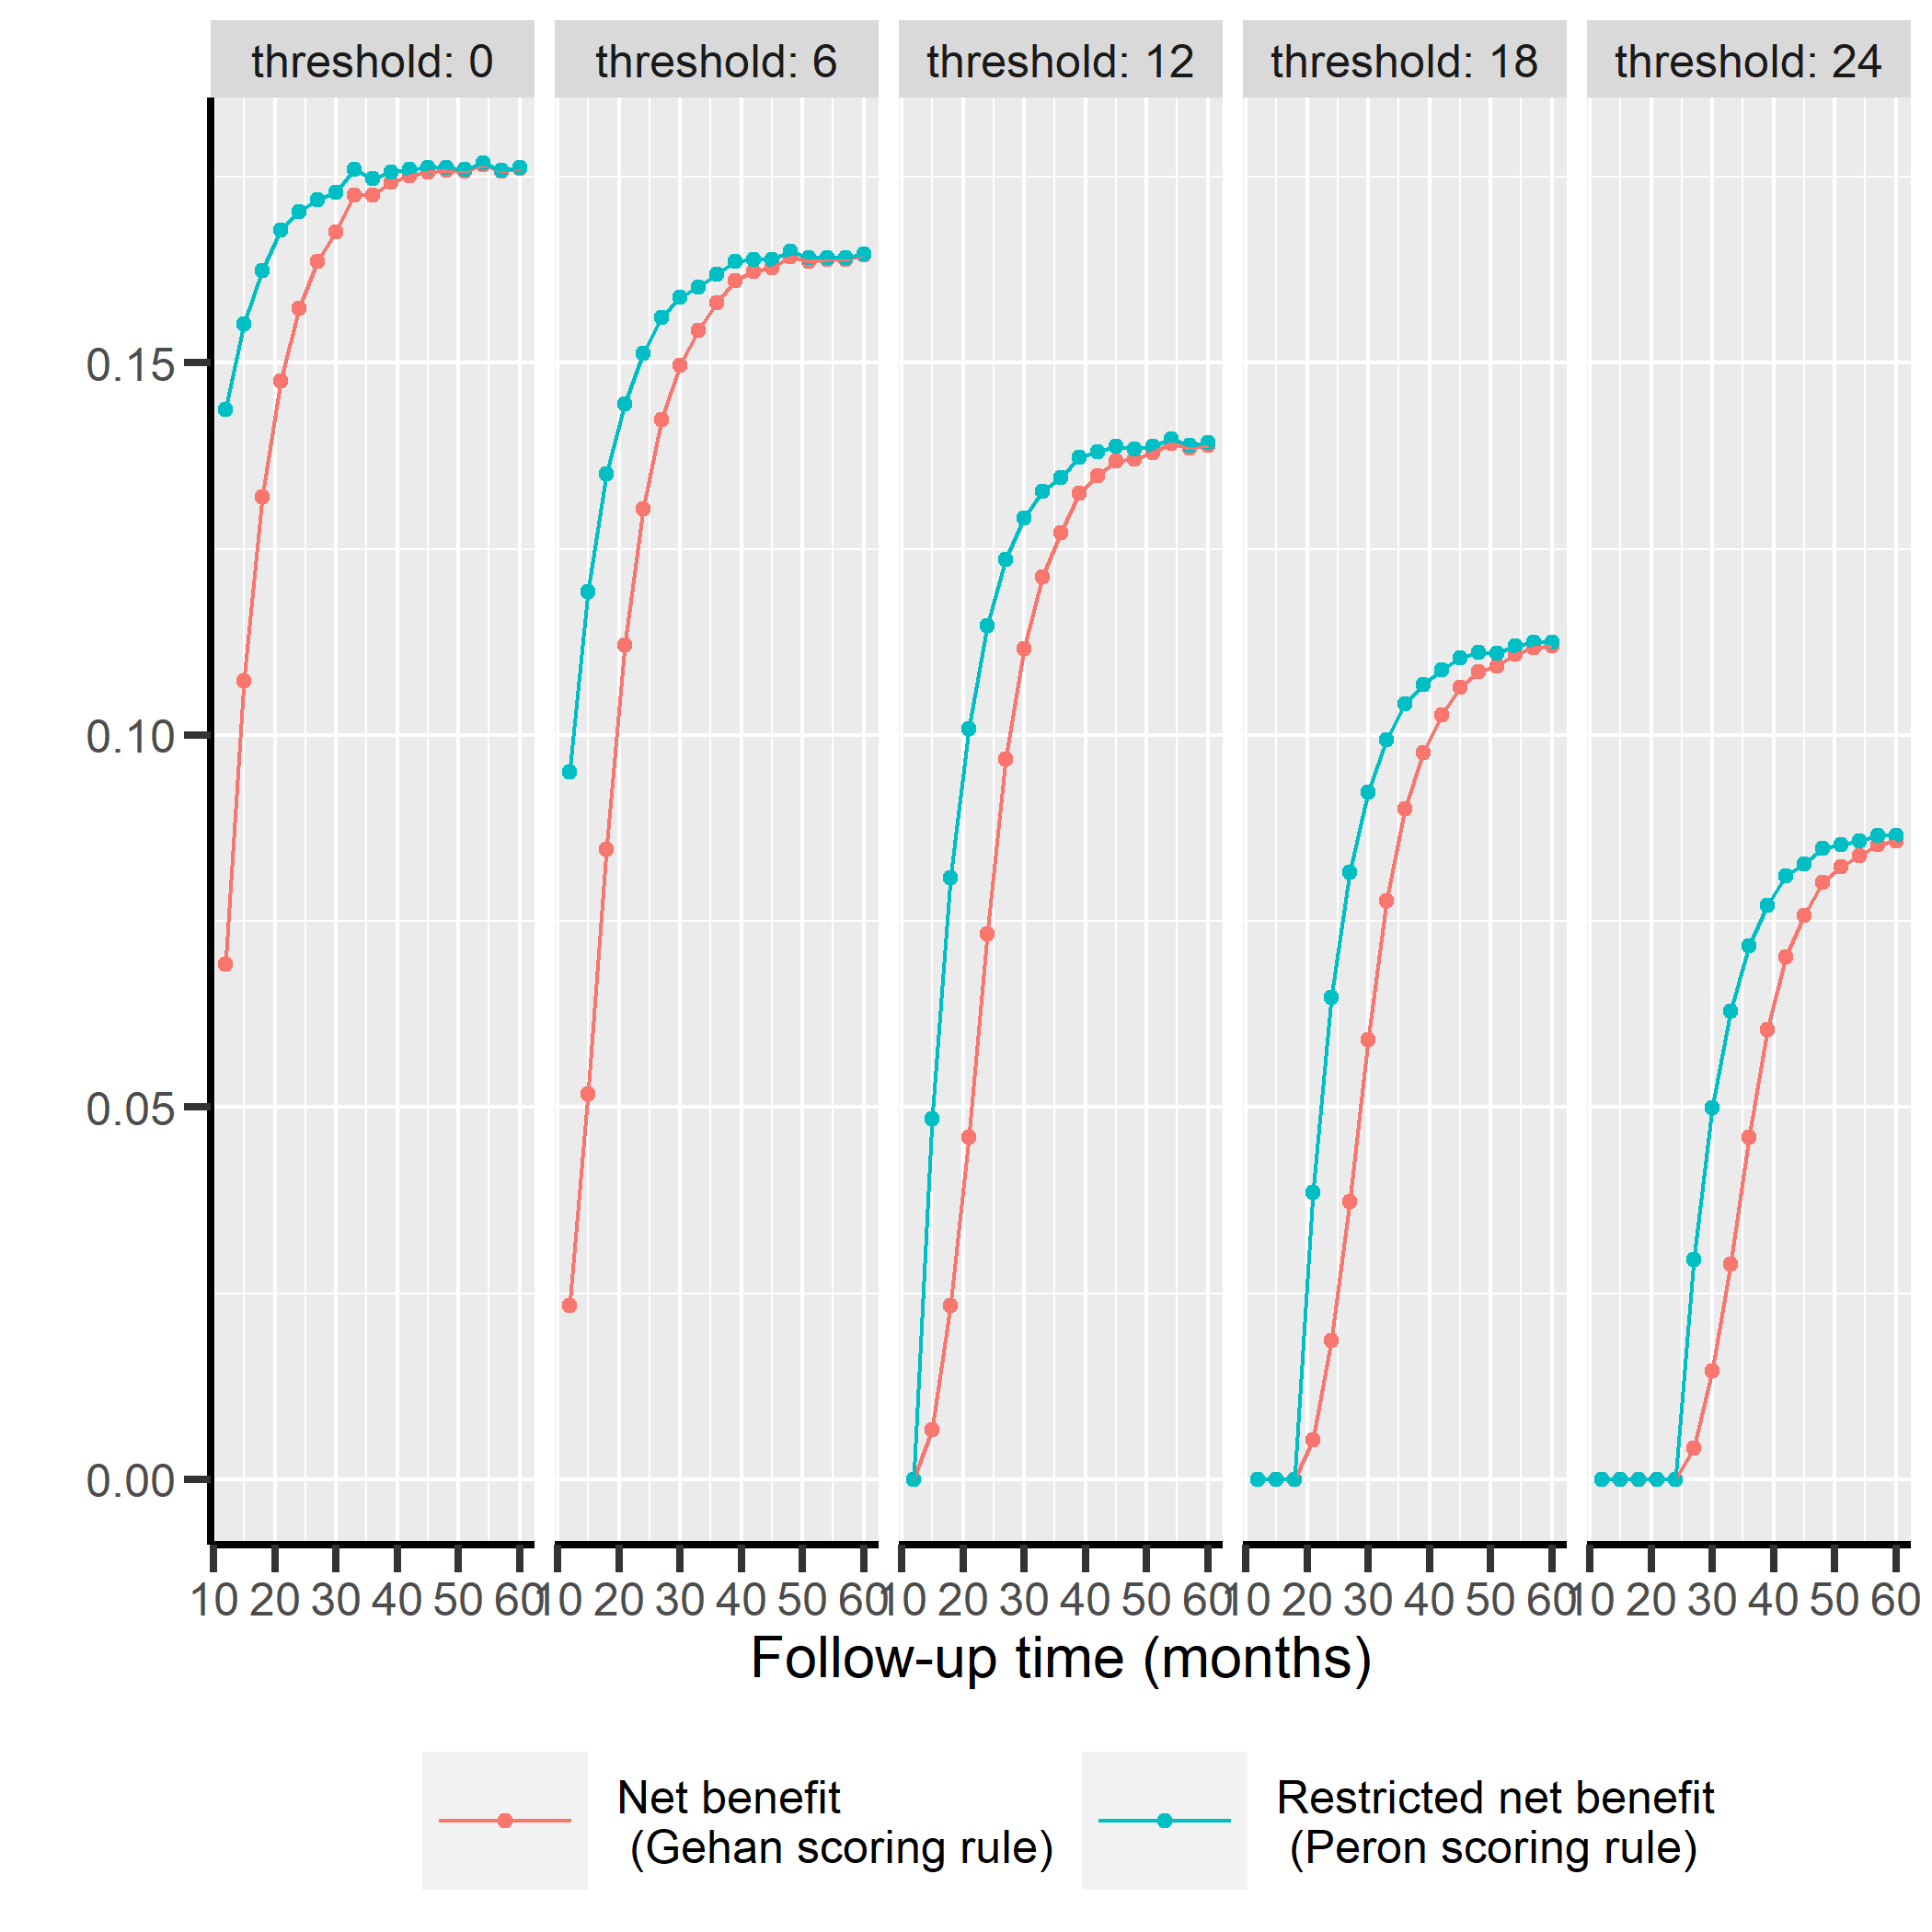 threshold: 0 threshold: 6 threshold: 12 threshold: 18 threshold: 24
0.15
0.10
0.05
0.00
10 20 30 40 50 60 10 20 30 40 50 60 10 20 30 40 50 60 10 20 30 40 50 60 10 20 30 40 50 60
Follow-up time (months)
Net benefit
(Gehan scoring rule)
Restricted net benefit
(Peron scoring rule)